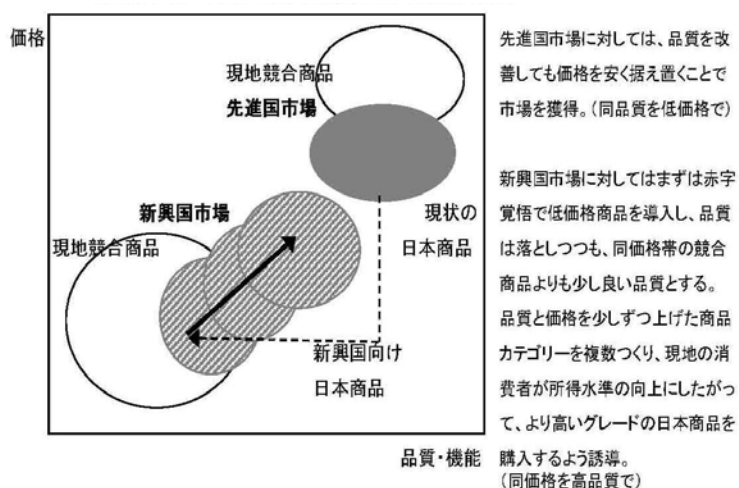 価格
現地競合商品
先進国市場
新興国市場
現地競合商品
現状の
日本商品
新興国向け
日本商品
品質・機能
先進国市場に対しては、品質を改
善しても価格を安く据え置くことで
市場を獲得。(同品質を低価格で)
新興国市場に対してはまずは赤字
覚悟で低価格商品を導入し、品質
は落としつつも、同価格帯の競合
商品よりも少し良い品質とする。
品質と価格を少しずつ上げた商品
カテゴリーを複数つくり、現地の消
費者が所得水準の向上にしたがっ
て、より高いグレードの日本商品を
購入するよう誘導。
(同価格を高品質で)